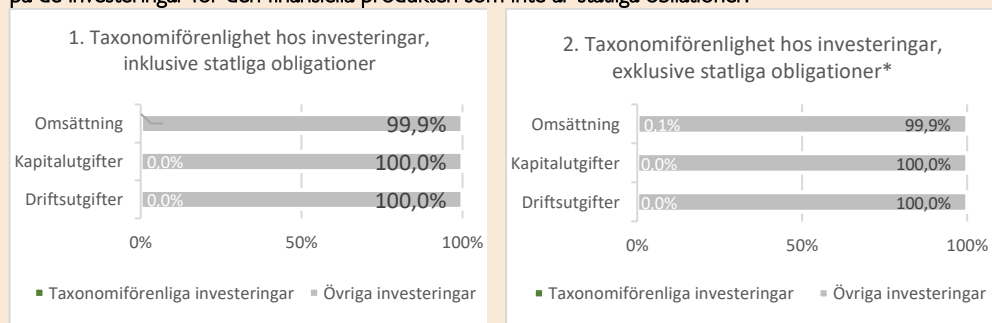 på de investeringar för den finansiella produkten som inte är statliga obligationer.
1. Taxonomiförenlighet hos investeringar,
inklusive statliga obligationer
Omsättning 99,9%
Kapitalutgifter 0,0% 100,0%
Driftsutgifter 0,0% 100,0%
0% 50% 100%
Taxonomiförenliga investeringar Övriga investeringar
2. Taxonomiförenlighet hos investeringar,
exklusive statliga obligationer*
Omsättning 0,1% 99,9%
Kapitalutgifter 0,0% 100,0%
Driftsutgifter 0,0% 100,0%
0% 50% 100%
Taxonomiförenliga investeringar Övriga investeringar